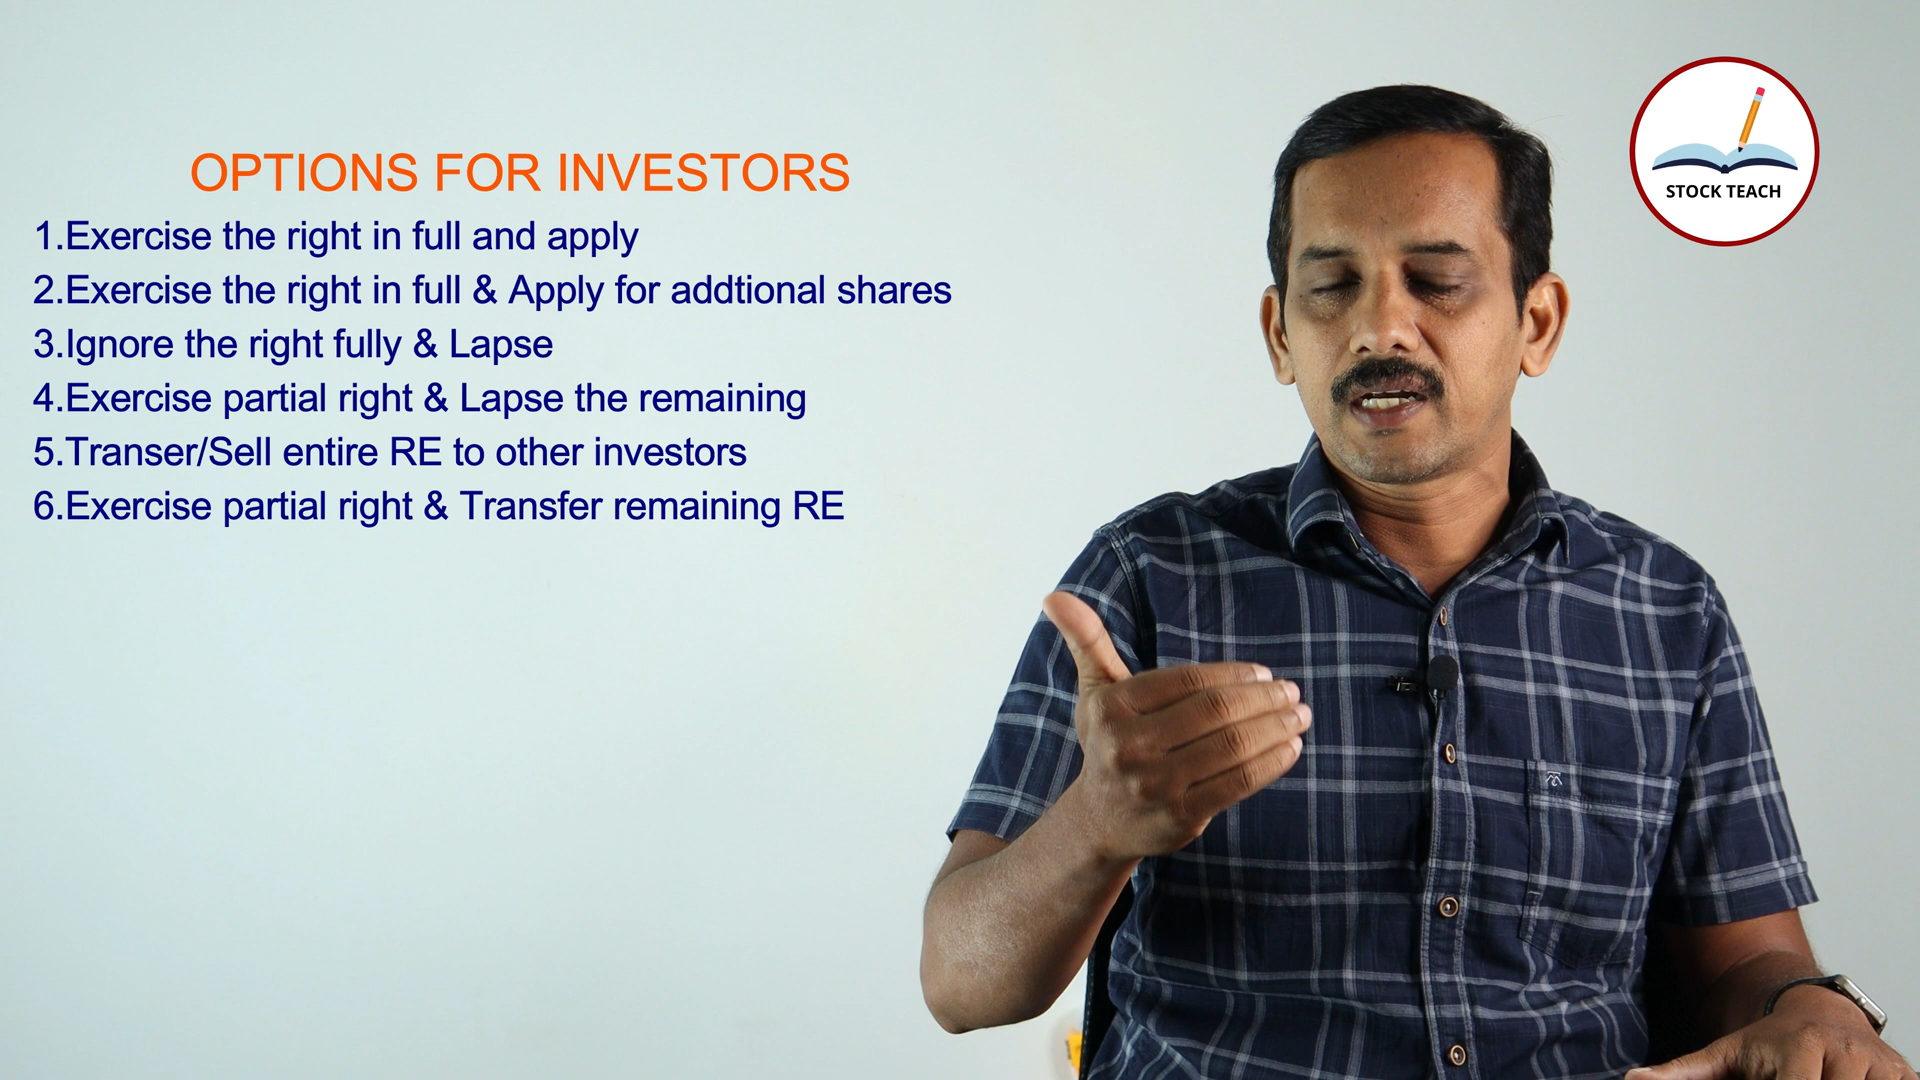 OPTIONS FOR INVESTORS
1.Exercise the right in full and apply
2.Exercise the right in full & Apply for addtional shares
3.Ignore the right fully & Lapse
4.Exercise partial right & Lapse the remaining
5.Transer/Sell entire RE to other investors
6.Exercise partial right & Transfer remaining RE
STOCK TEACH